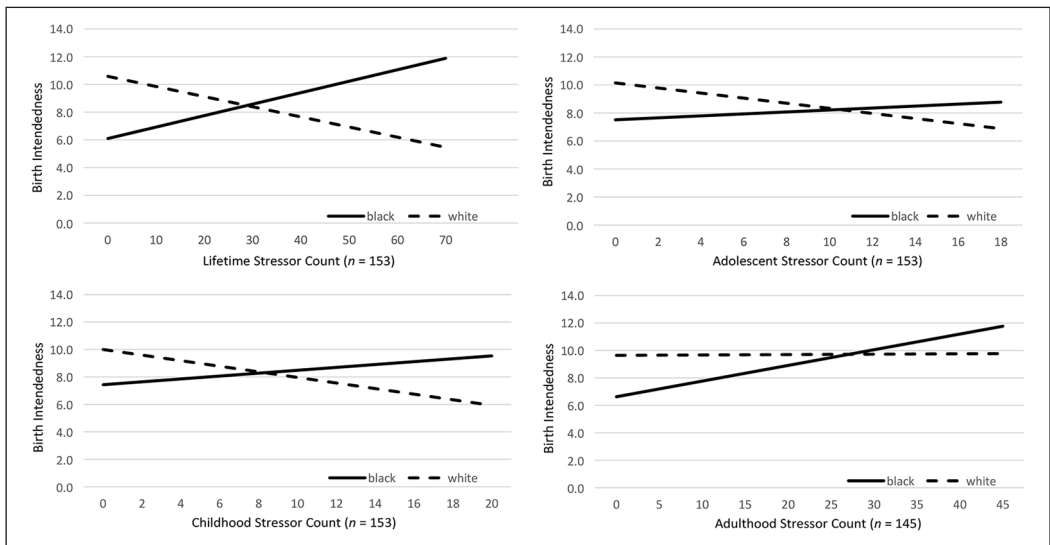 14.0
12.0
10.0
8.0
6.0
4.0
2.0
0.0
Birth Intendedness
black white
0 10 20 30 40 50 60 70
Lifetime Stressor Count (n = 153)
14.0
12.0
10.0
8.0
6.0
4.0
2.0
0.0
Birth Intendedness
black white
0 2 4 6 8 10 12 14 16 18
Adolescent Stressor Count (n = 153)
14.0
12.0
10.0
8.0
6.0
4.0
2.0
0.0
Birth Intendedness
black white
0 2 4 6 8 10 12 14 16 18 20
Childhood Stressor Count (n = 153)
14.0
12.0
10.0
8.0
6.0
4.0
2.0
0.0
Birth Intendedness
black white
0 5 10 15 20 25 30 35 40 45
Adulthood Stressor Count (n = 145)